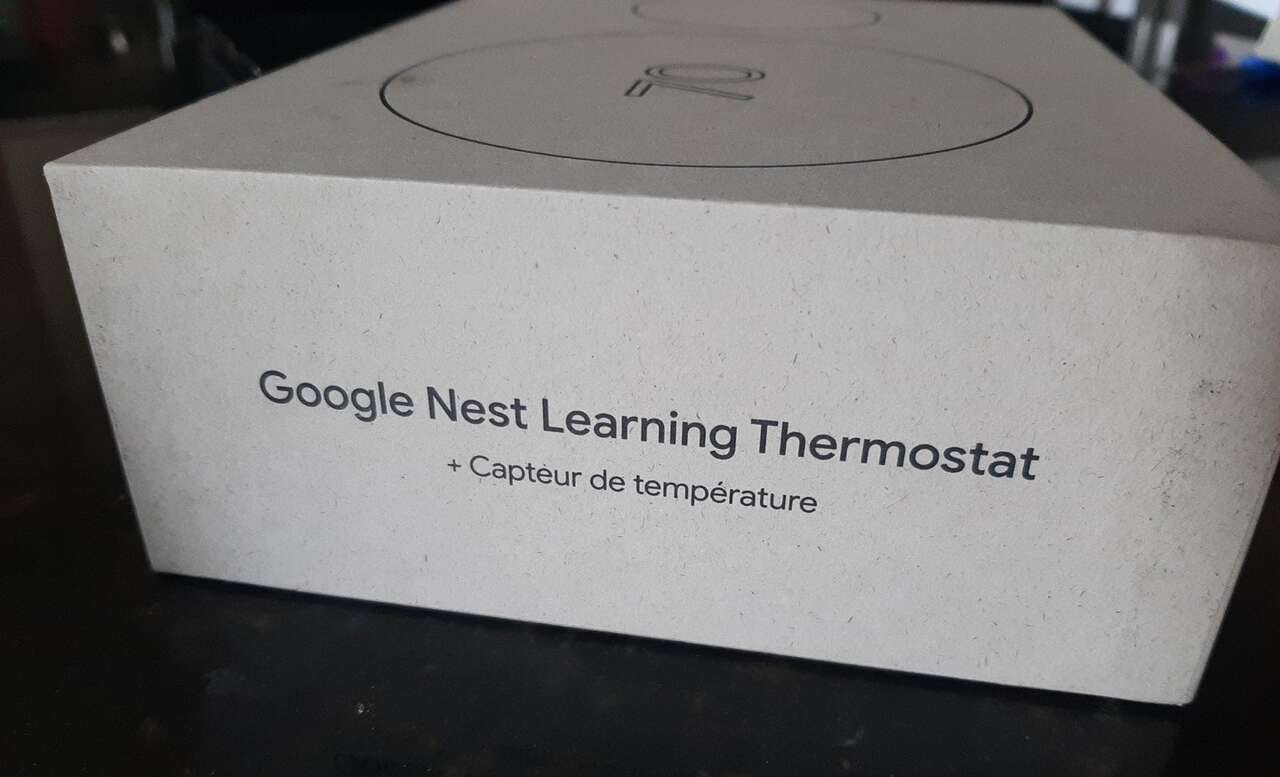 70
Google Nest Learning Thermostat
+ Capteur de température